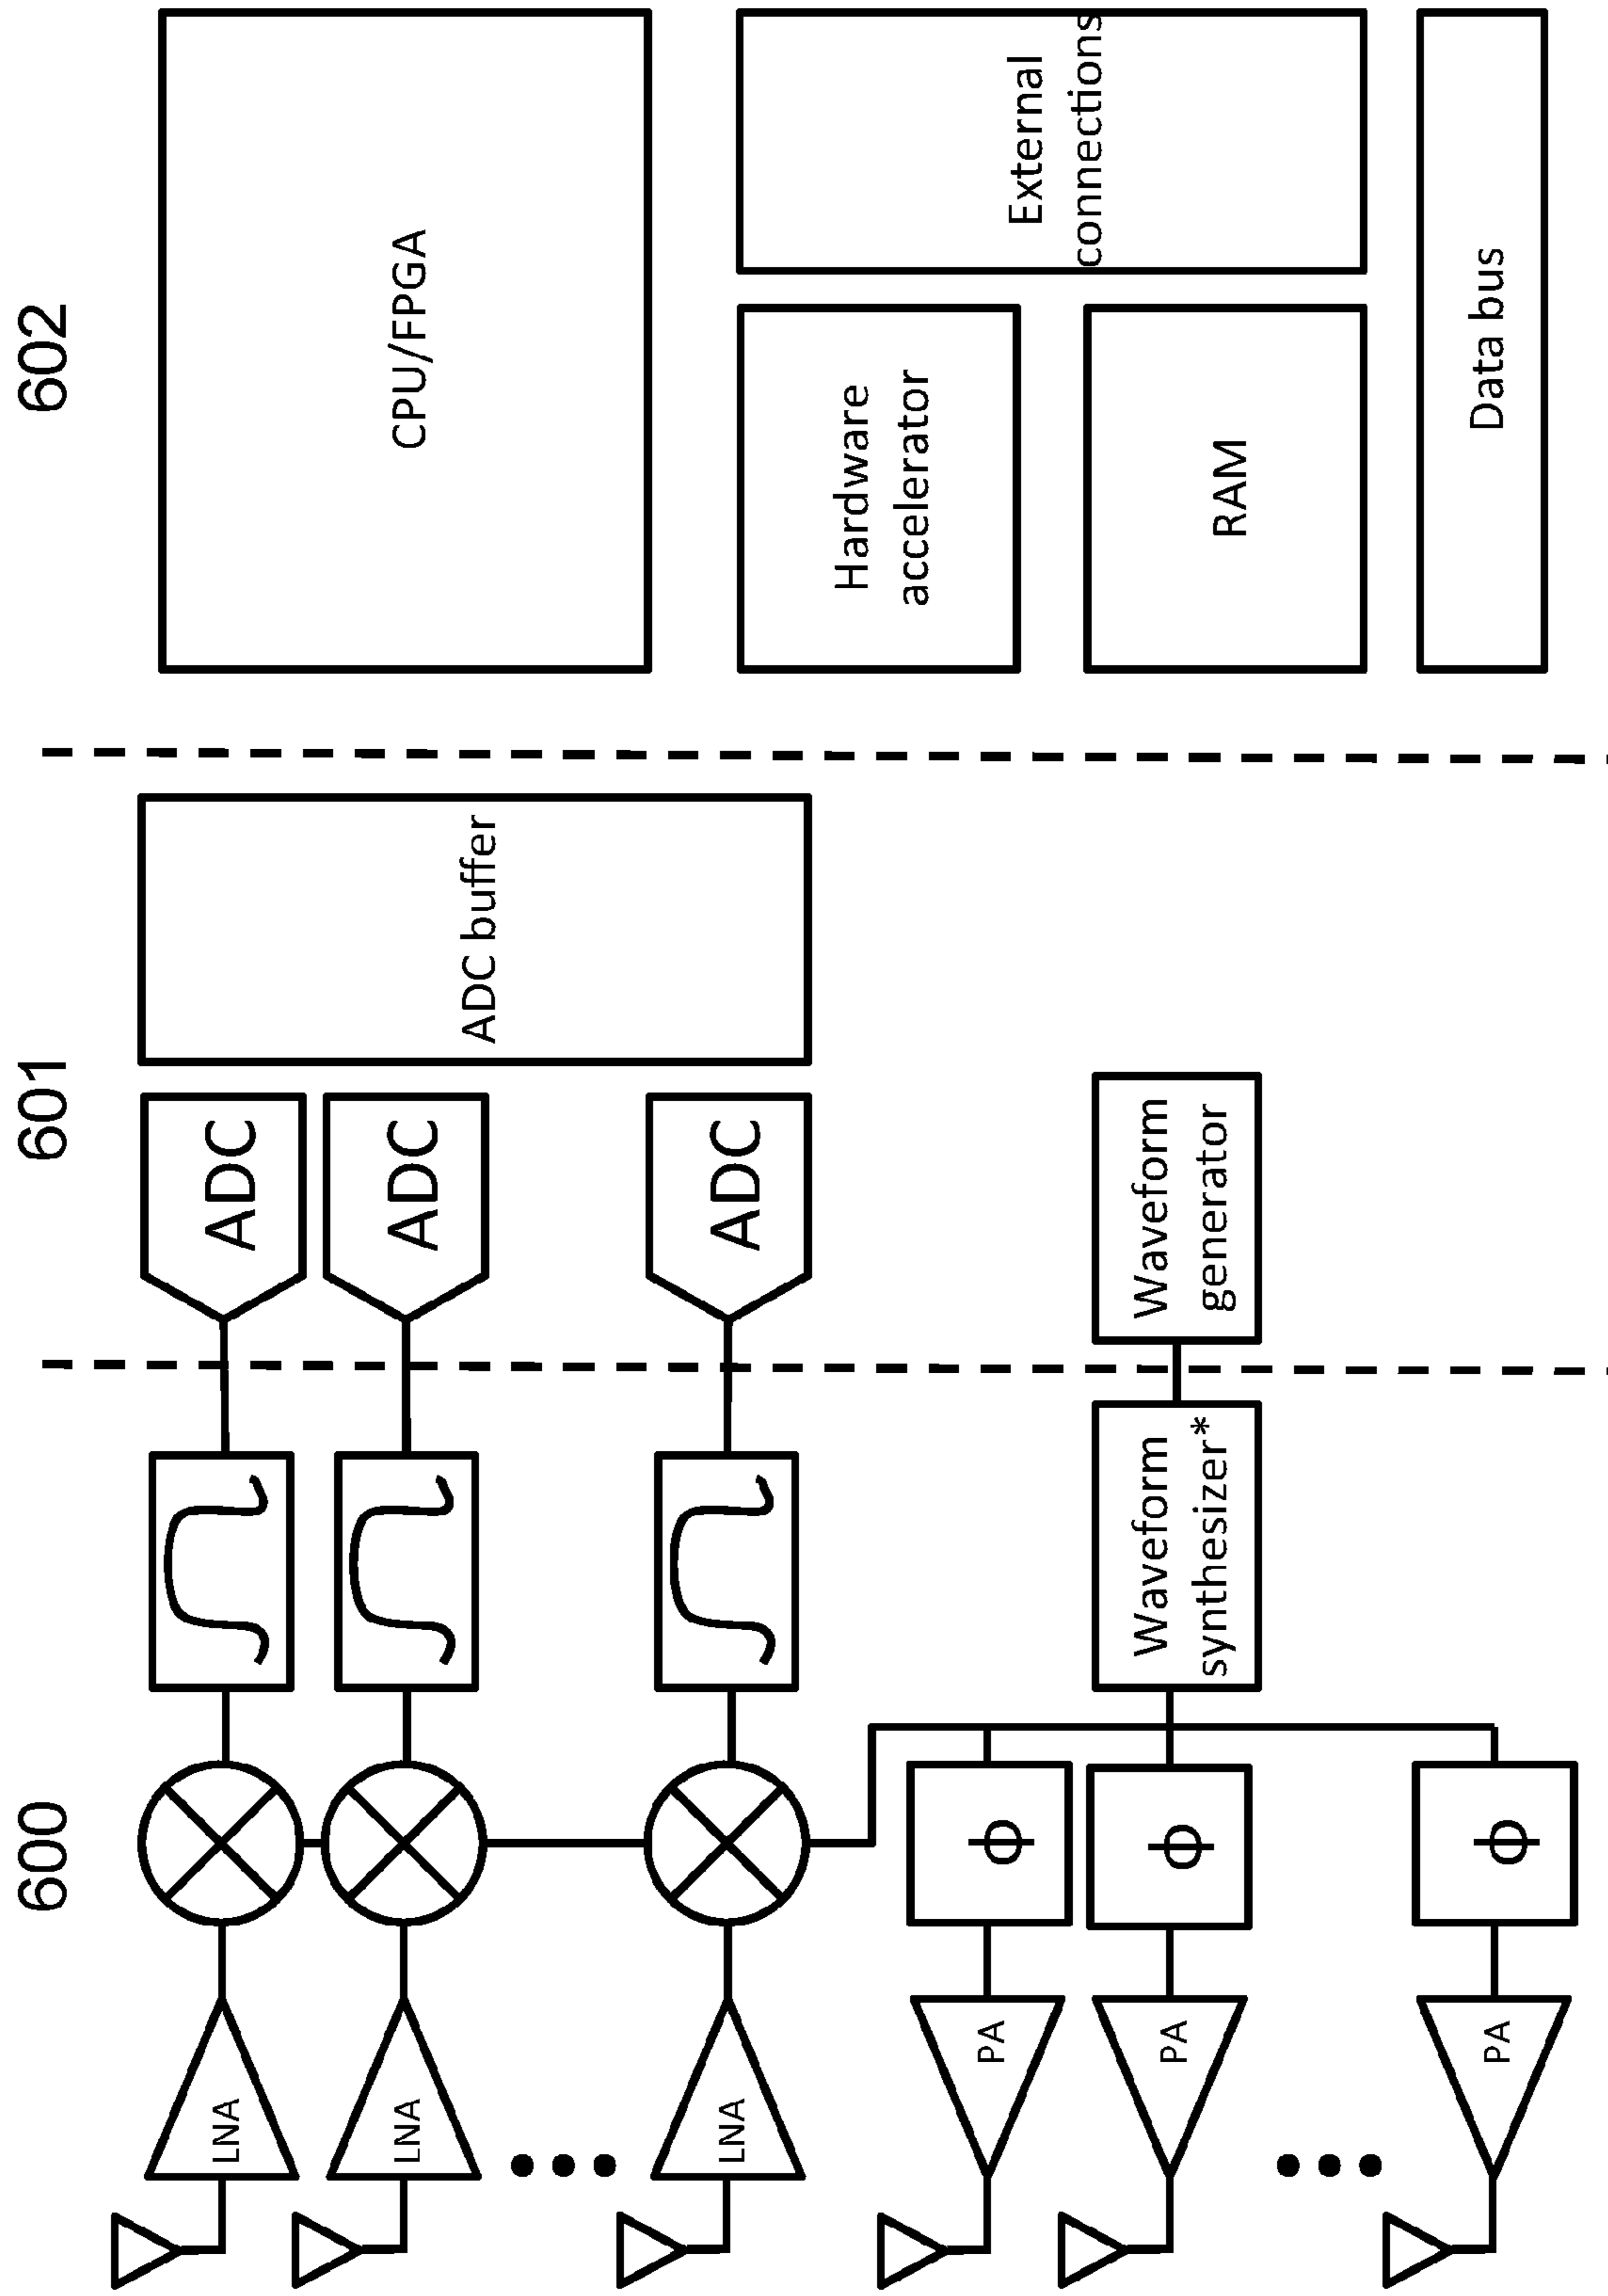 600
601
602
LNA
ADC
ADC buffer
CPU/FPGA
LNA
ADC
LNA
ADC
Hardware
accelerator
External
connections
PA
ϕ
PA
ϕ
Waveform
synthesizer*
Waveform
generator
RAM
PA
ϕ
Data bus